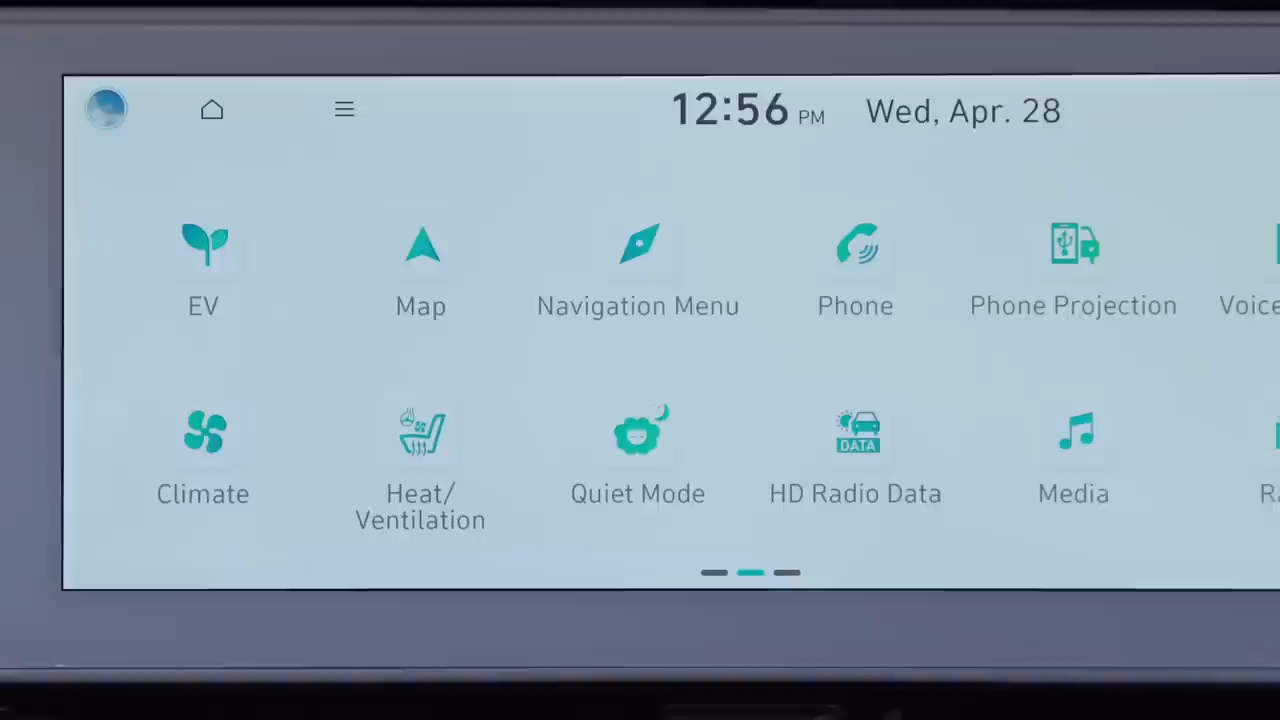 12:56 PM Wed, Apr. 28
EV Map Navigation Menu Phone Phone Projection Voice
DATA
Climate Heat/ Quiet Mode HD Radio Data Media
Ventilation